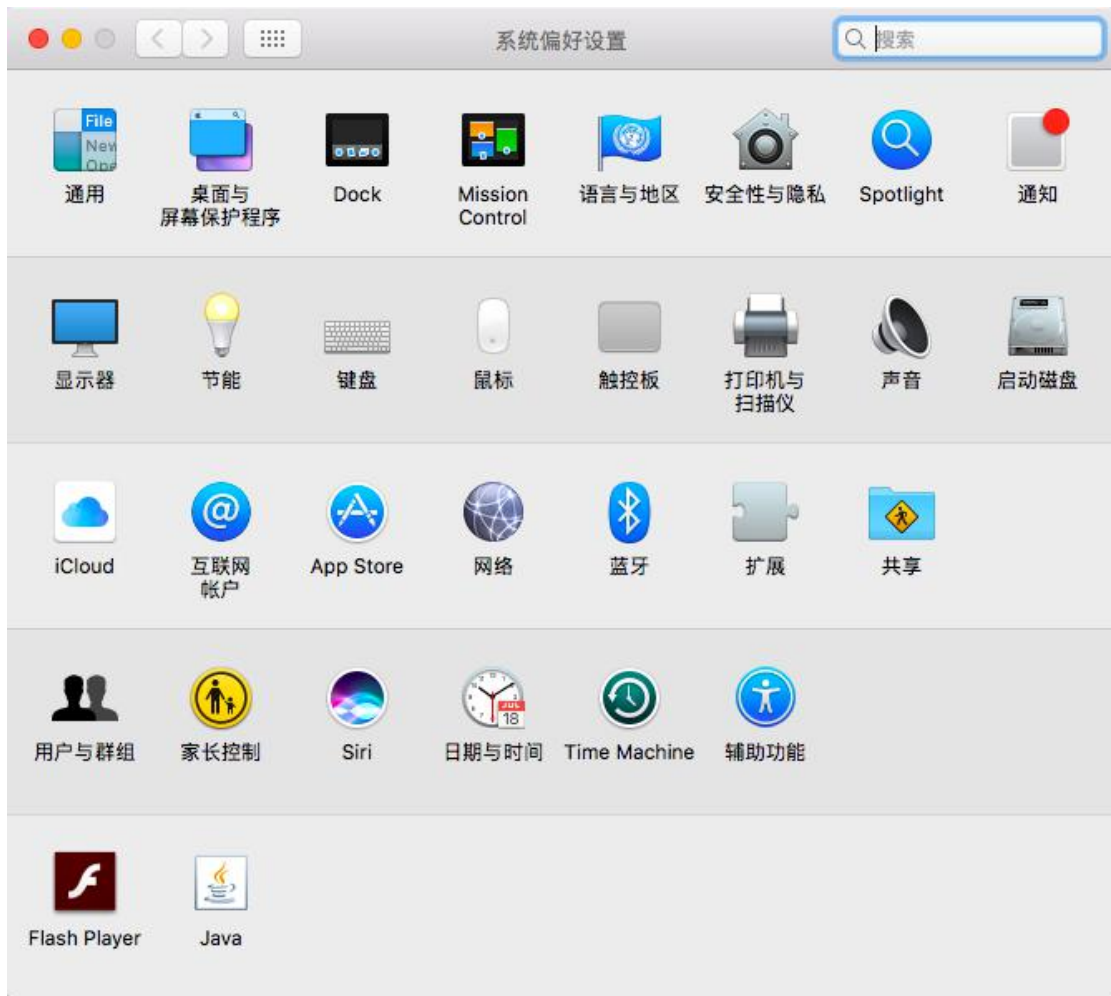 系统偏好设置
搜索
File
New
Ope
通用
桌面与
屏幕保护程序
Dock
Mission
Control
语言与地区
安全性与隐私
Spotlight
通知
显示器
节能
键盘
鼠标
触控板
打印机与
扫描仪
声音
启动磁盘
iCloud
互联网
帐户
App Store
网络
蓝牙
扩展
共享
用户与群组
家长控制
Siri
JUL
18
日期与时间
Time Machine
辅助功能
Flash Player
Java